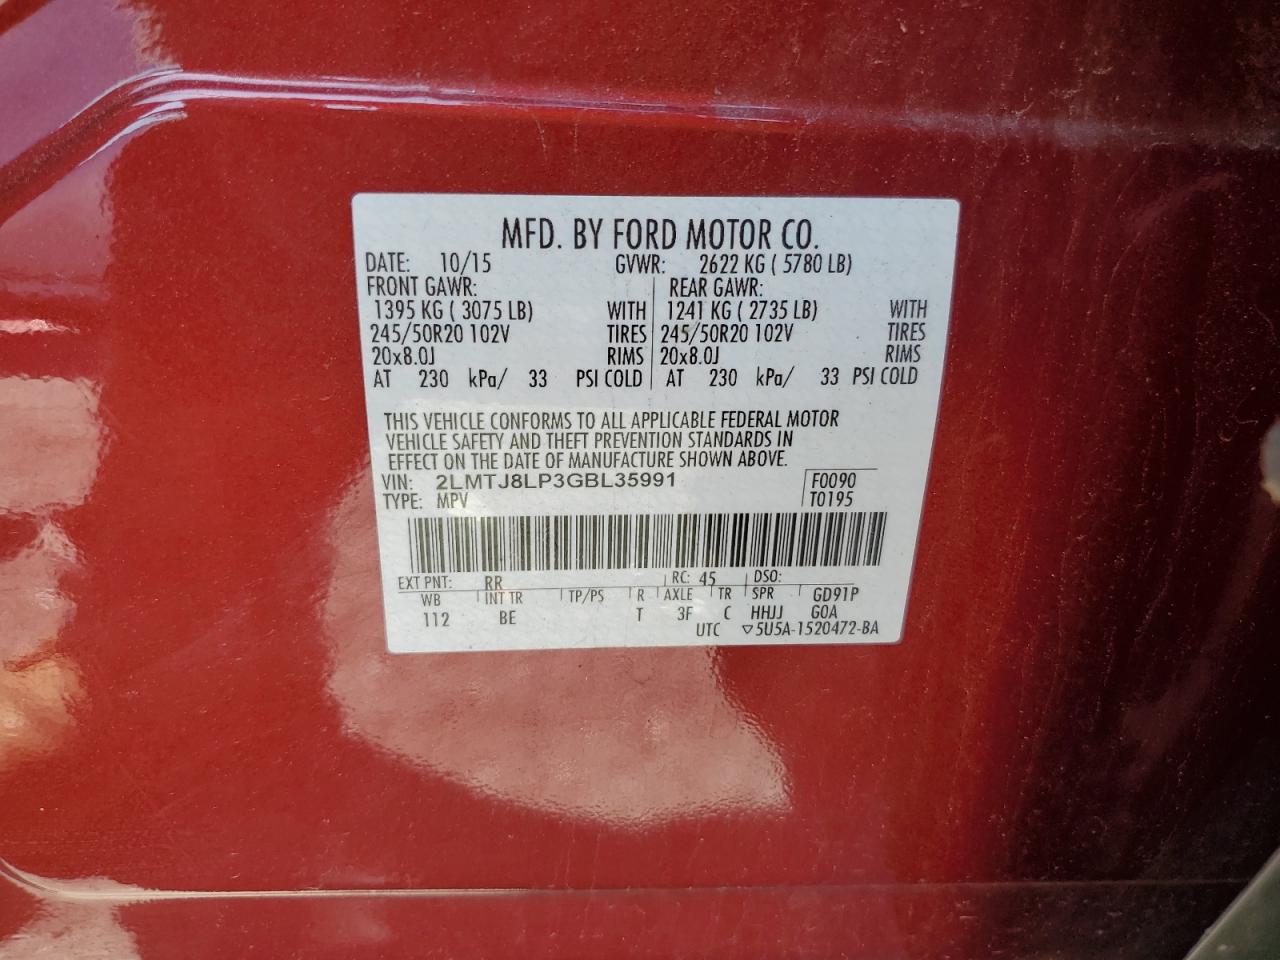 MFD. BY FORD MOTOR CO.
DATE: 10/15 GVWR: 2622 KG ( 5780 LB)
FRONT GAWR: REAR GAWR:
1395 KG ( 3075 LB) WITH 1241 KG ( 2735 LB) WITH
245/50R20 102V TIRES 245/50R20 102V TIRES
20x8.0J RIMS 20x8.0J RIMS
AT 230 kPa/ 33 PSI COLD AT 230 kPa/ 33 PSI COLD
THIS VEHICLE CONFORMS TO ALL APPLICABLE FEDERAL MOTOR
VEHICLE SAFETY AND THEFT PREVENTION STANDARDS IN
EFFECT ON THE DATE OF MANUFACTURE SHOWN ABOVE.
VIN: 2LMTJ8LP3GBL35991 F0090
TYPE: MPV T0195
EXT PNT: RR RC: 45 DSO:
WB INT TR TP/PS R AXLE TR SPR GD91P
112 BE T 3F C HHJJ GOA
UTC ▽5U5A-1520472-BA